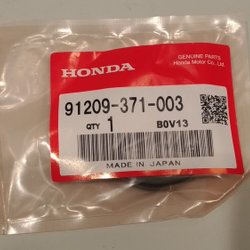 HONDA
GENUINE PARTS
Honda Motor Co., Ltd.
91209-371-003
QTY 1 B0V13
MADE IN JAPAN